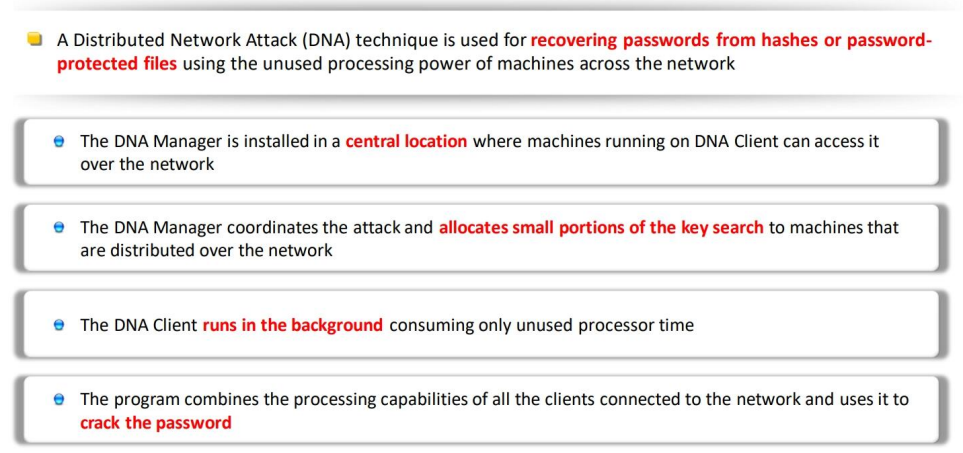 A Distributed Network Attack (DNA) technique is used for recovering passwords from hashes or password-
protected files using the unused processing power of machines across the network
The DNA Manager is installed in a central location where machines running on DNA Client can access it
over the network
The DNA Manager coordinates the attack and allocates small portions of the key search to machines that
are distributed over the network
The DNA Client runs in the background consuming only unused processor time
The program combines the processing capabilities of all the clients connected to the network and uses it to
crack the password